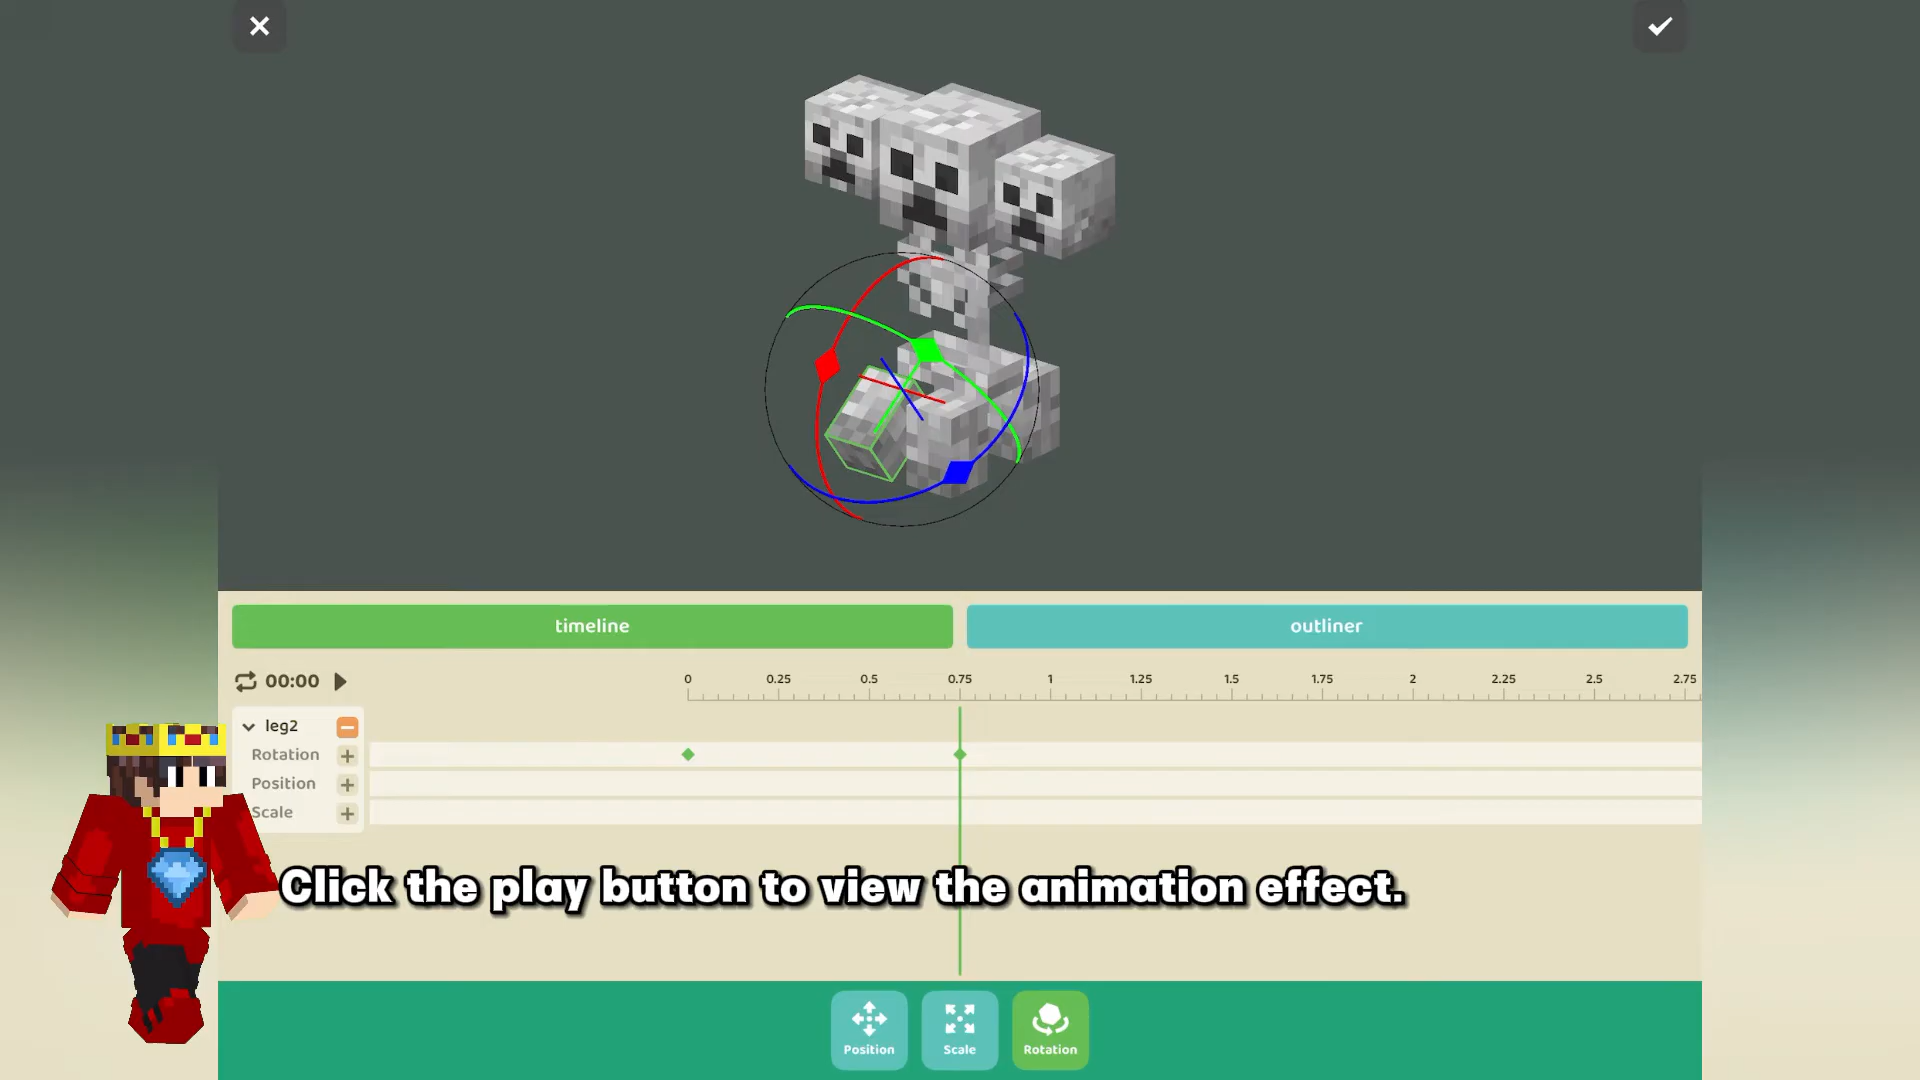 timeline
outliner
00:00
0 0.25 0.5 0.75 1 1.25 1.5 1.75 2 2.25 2.5 2.75
leg2
Rotation
Position
Scale
Click the play button to view the animation effect.
Position
Scale
Rotation